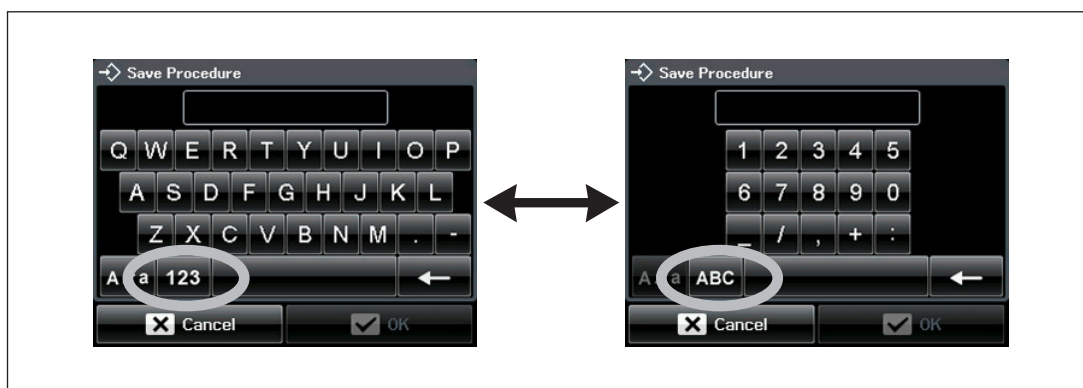 Save Procedure
Q W E R T Y U I O P
A S D F G H J K L
Z X C V B N M . -
A / a 123
Cancel OK
Save Procedure
1 2 3 4 5
6 7 8 9 0
_ / , + :
A / a ABC
Cancel OK